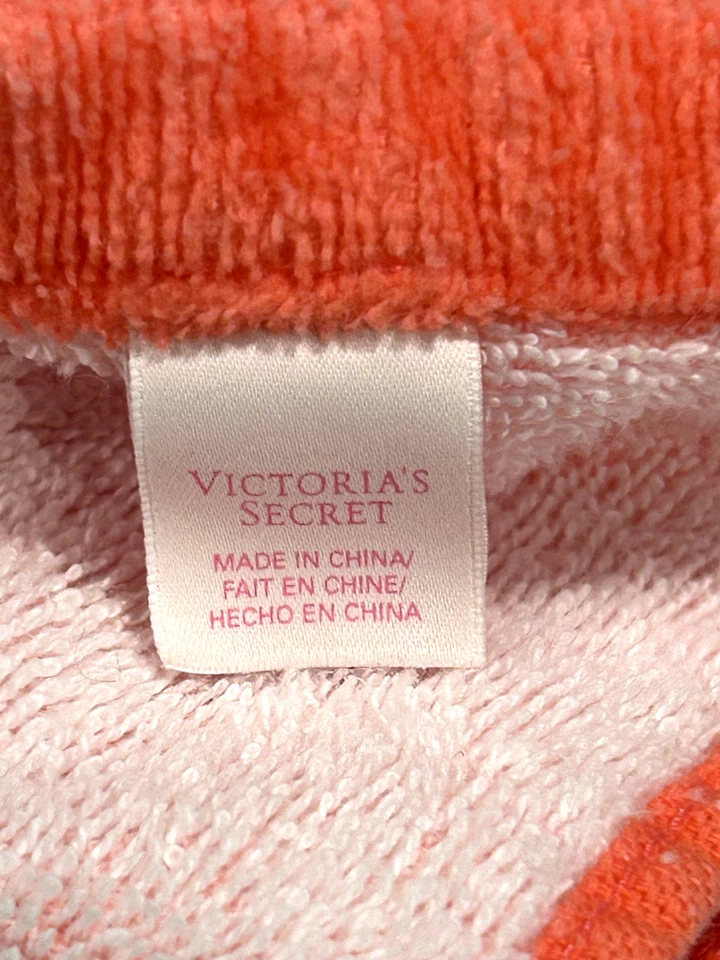 VICTORIA'S
SECRET
MADE IN CHINA/
FAIT EN CHINE/
HECHO EN CHINA